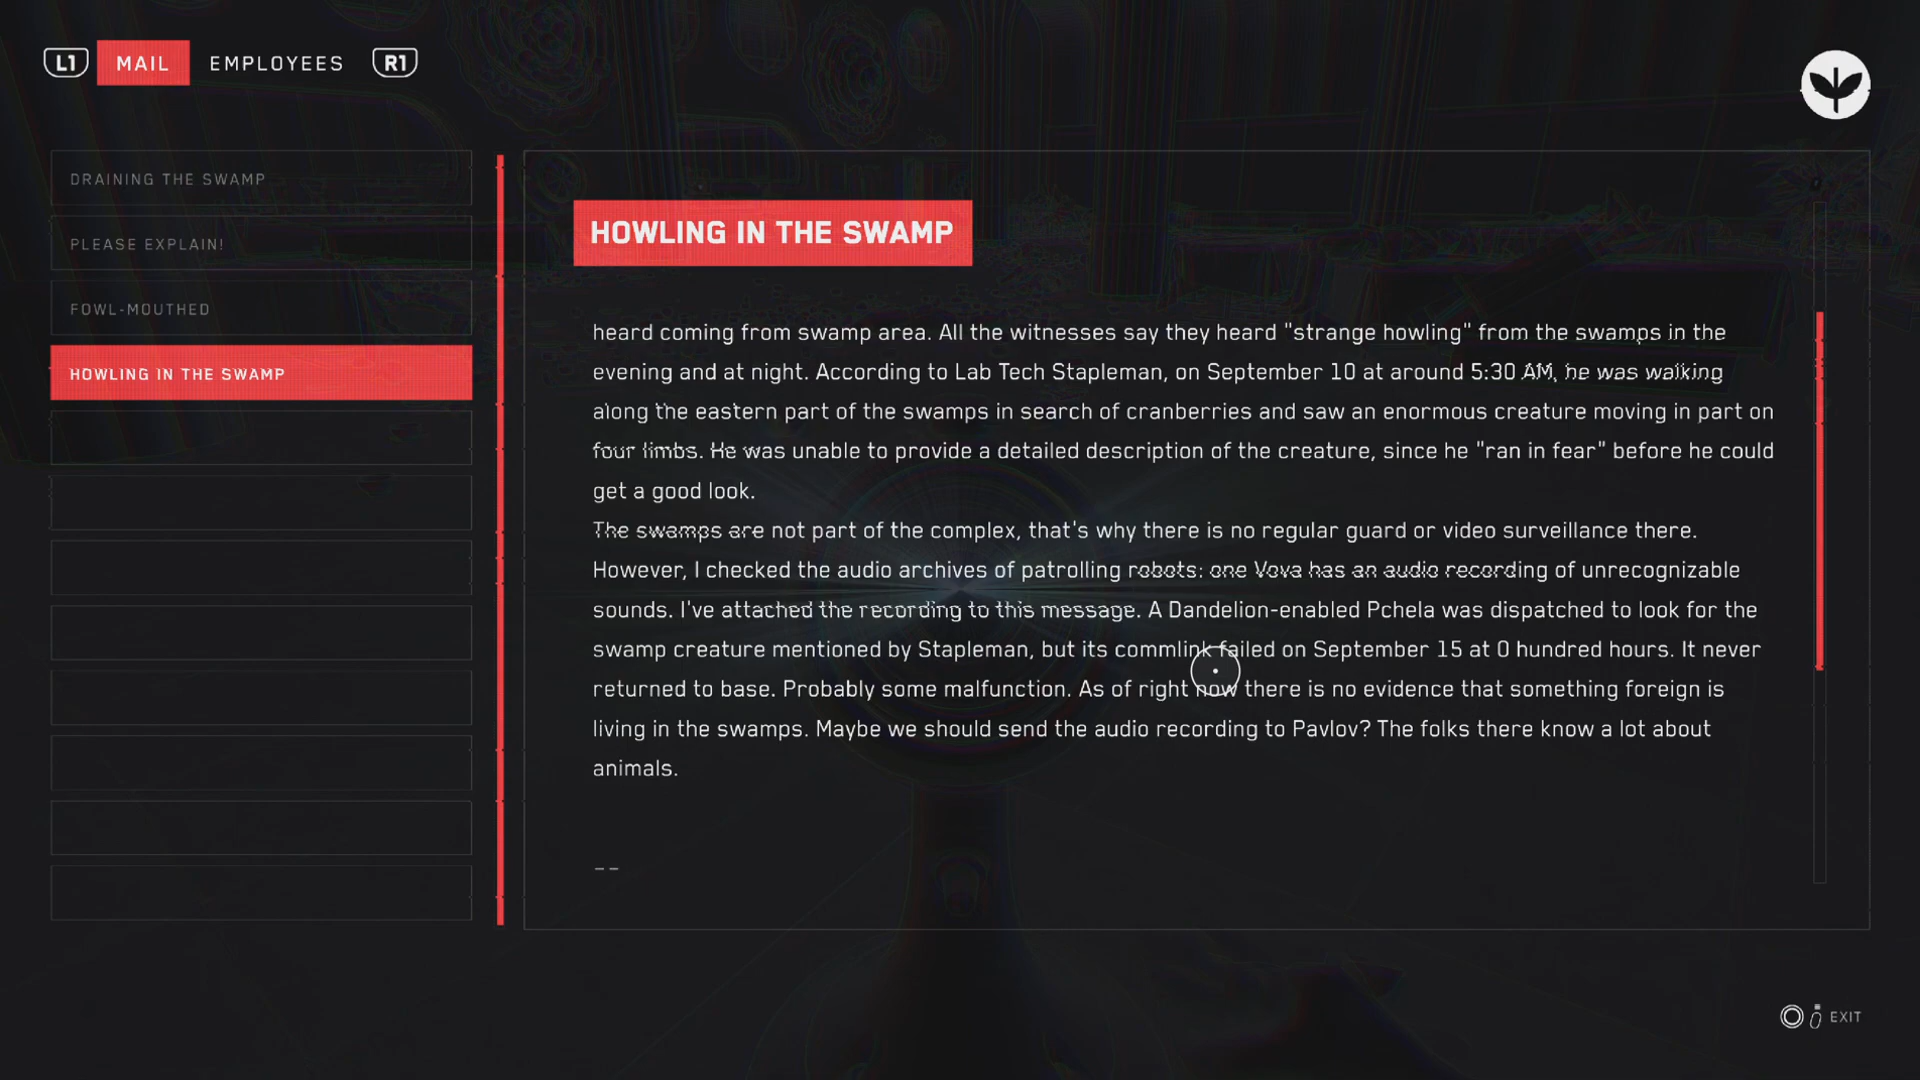 L1 MAIL EMPLOYEES R1
DRAINING THE SWAMP
PLEASE EXPLAIN!
FOWL-MOUTHED
HOWLING IN THE SWAMP
HOWLING IN THE SWAMP
heard coming from swamp area. All the witnesses say they heard "strange howling" from the swamps in the
evening and at night. According to Lab Tech Stapleman, on September 10 at around 5:30 AM, he was walking
along the eastern part of the swamps in search of cranberries and saw an enormous creature moving in part on
four limbs. He was unable to provide a detailed description of the creature, since he "ran in fear" before he could
get a good look.
The swamps are not part of the complex, that's why there is no regular guard or video surveillance there.
However, I checked the audio archives of patrolling robots: one Vova has an audio recording of unrecognizable
sounds. I've attached the recording to this message. A Dandelion-enabled Pchela was dispatched to look for the
swamp creature mentioned by Stapleman, but its commlink failed on September 15 at 0 hundred hours. It never
returned to base. Probably some malfunction. As of right now there is no evidence that something foreign is
living in the swamps. Maybe we should send the audio recording to Pavlov? The folks there know a lot about
animals.
--
EXIT